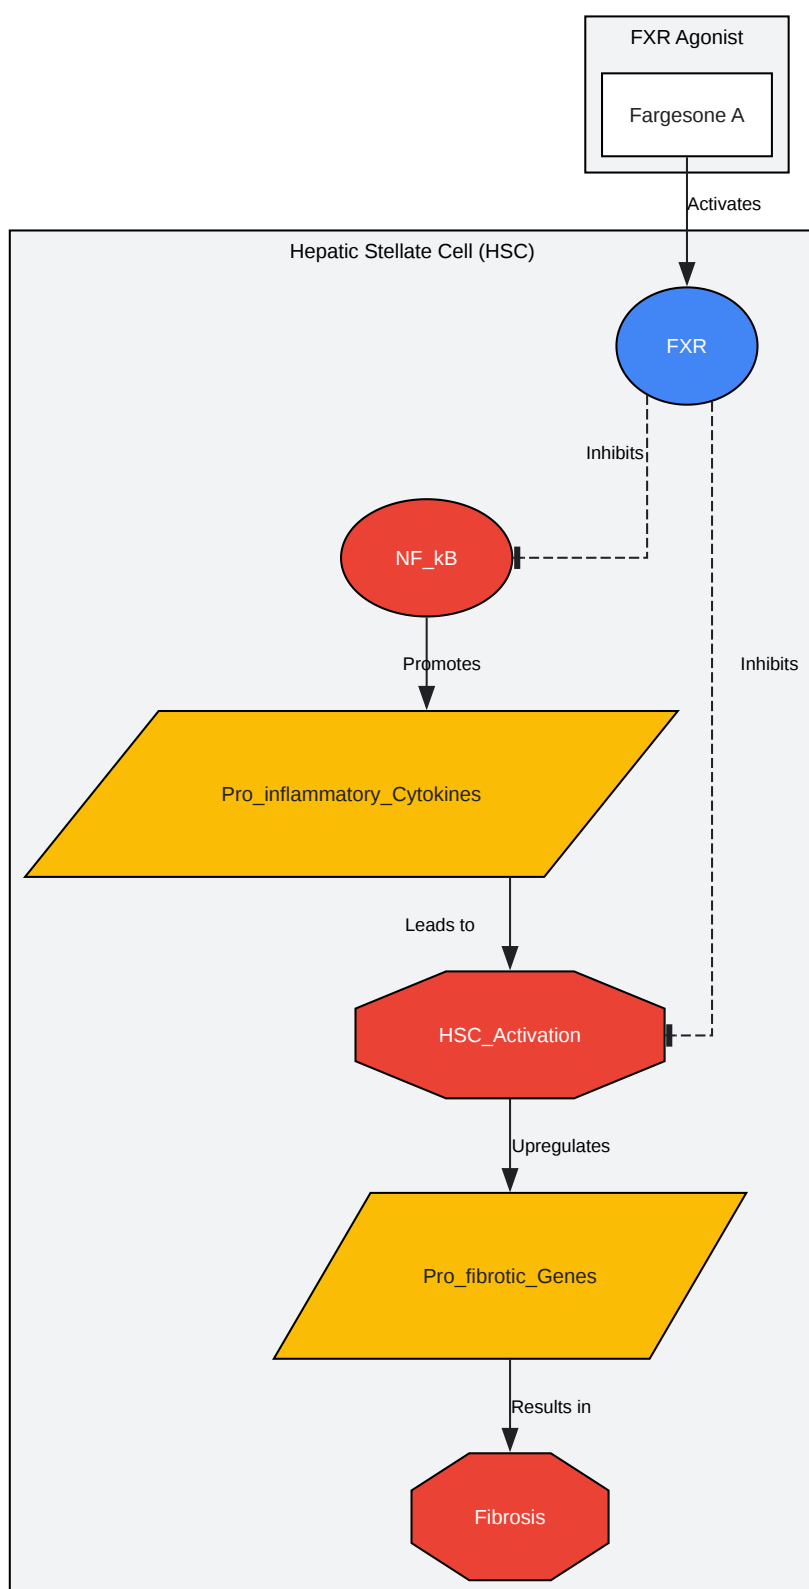 FXR Agonist
Fargesone A
Activates
Hepatic Stellate Cell (HSC)
FXR
Inhibits
NF_kB
Promotes
Inhibits
Pro_inflammatory_Cytokines
Leads to
HSC_Activation
Upregulates
Pro_fibrotic_Genes
Results in
Fibrosis